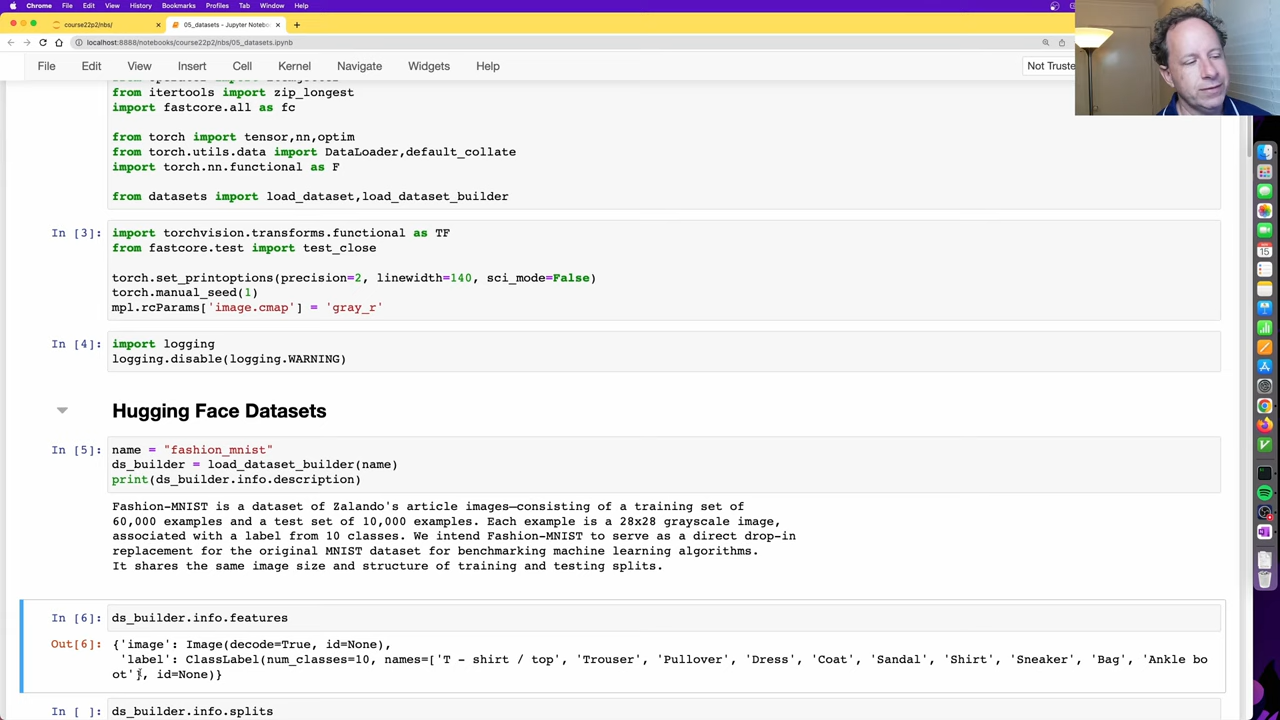 Chrome File Edit View History Bookmarks Profiles Tab Window Help
course22p2/nbs/ × 05_datasets - Jupyter Notebo × +
localhost:8888/notebooks/course22p2/nbs/05_datasets.ipynb
File Edit View Insert Cell Kernel Navigate Widgets Help Not Truste
from itertools import zip_longest
import fastcore.all as fc
from torch import tensor,nn,optim
from torch.utils.data import DataLoader,default_collate
import torch.nn.functional as F
from datasets import load_dataset,load_dataset_builder
In [3]: import torchvision.transforms.functional as TF
from fastcore.test import test_close
torch.set_printoptions(precision=2, linewidth=140, sci_mode=False)
torch.manual_seed(1)
mpl.rcParams['image.cmap'] = 'gray_r'
In [4]: import logging
logging.disable(logging.WARNING)
Hugging Face Datasets
In [5]: name = "fashion_mnist"
ds_builder = load_dataset_builder(name)
print(ds_builder.info.description)
Fashion-MNIST is a dataset of Zalando's article images—consisting of a training set of
60,000 examples and a test set of 10,000 examples. Each example is a 28x28 grayscale image,
associated with a label from 10 classes. We intend Fashion-MNIST to serve as a direct drop-in
replacement for the original MNIST dataset for benchmarking machine learning algorithms.
It shares the same image size and structure of training and testing splits.
In [6]: ds_builder.info.features
Out[6]: {'image': Image(decode=True, id=None),
'label': ClassLabel(num_classes=10, names=['T - shirt / top', 'Trouser', 'Pullover', 'Dress', 'Coat', 'Sandal', 'Shirt', 'Sneaker', 'Bag', 'Ankle bo
ot'], id=None)}
In [ ]: ds_builder.info.splits